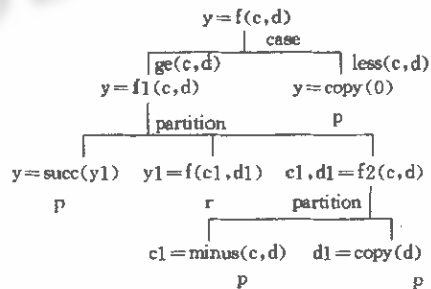 y=f(c,d)
case
ge(c,d) less(c,d)
y=f1(c,d) y=copy(0)
p
partition
y=succ(y1) y1=f(c1,d1) c1,d1=f2(c,d)
p r partition
c1=minus(c,d) d1=copy(d)
p p